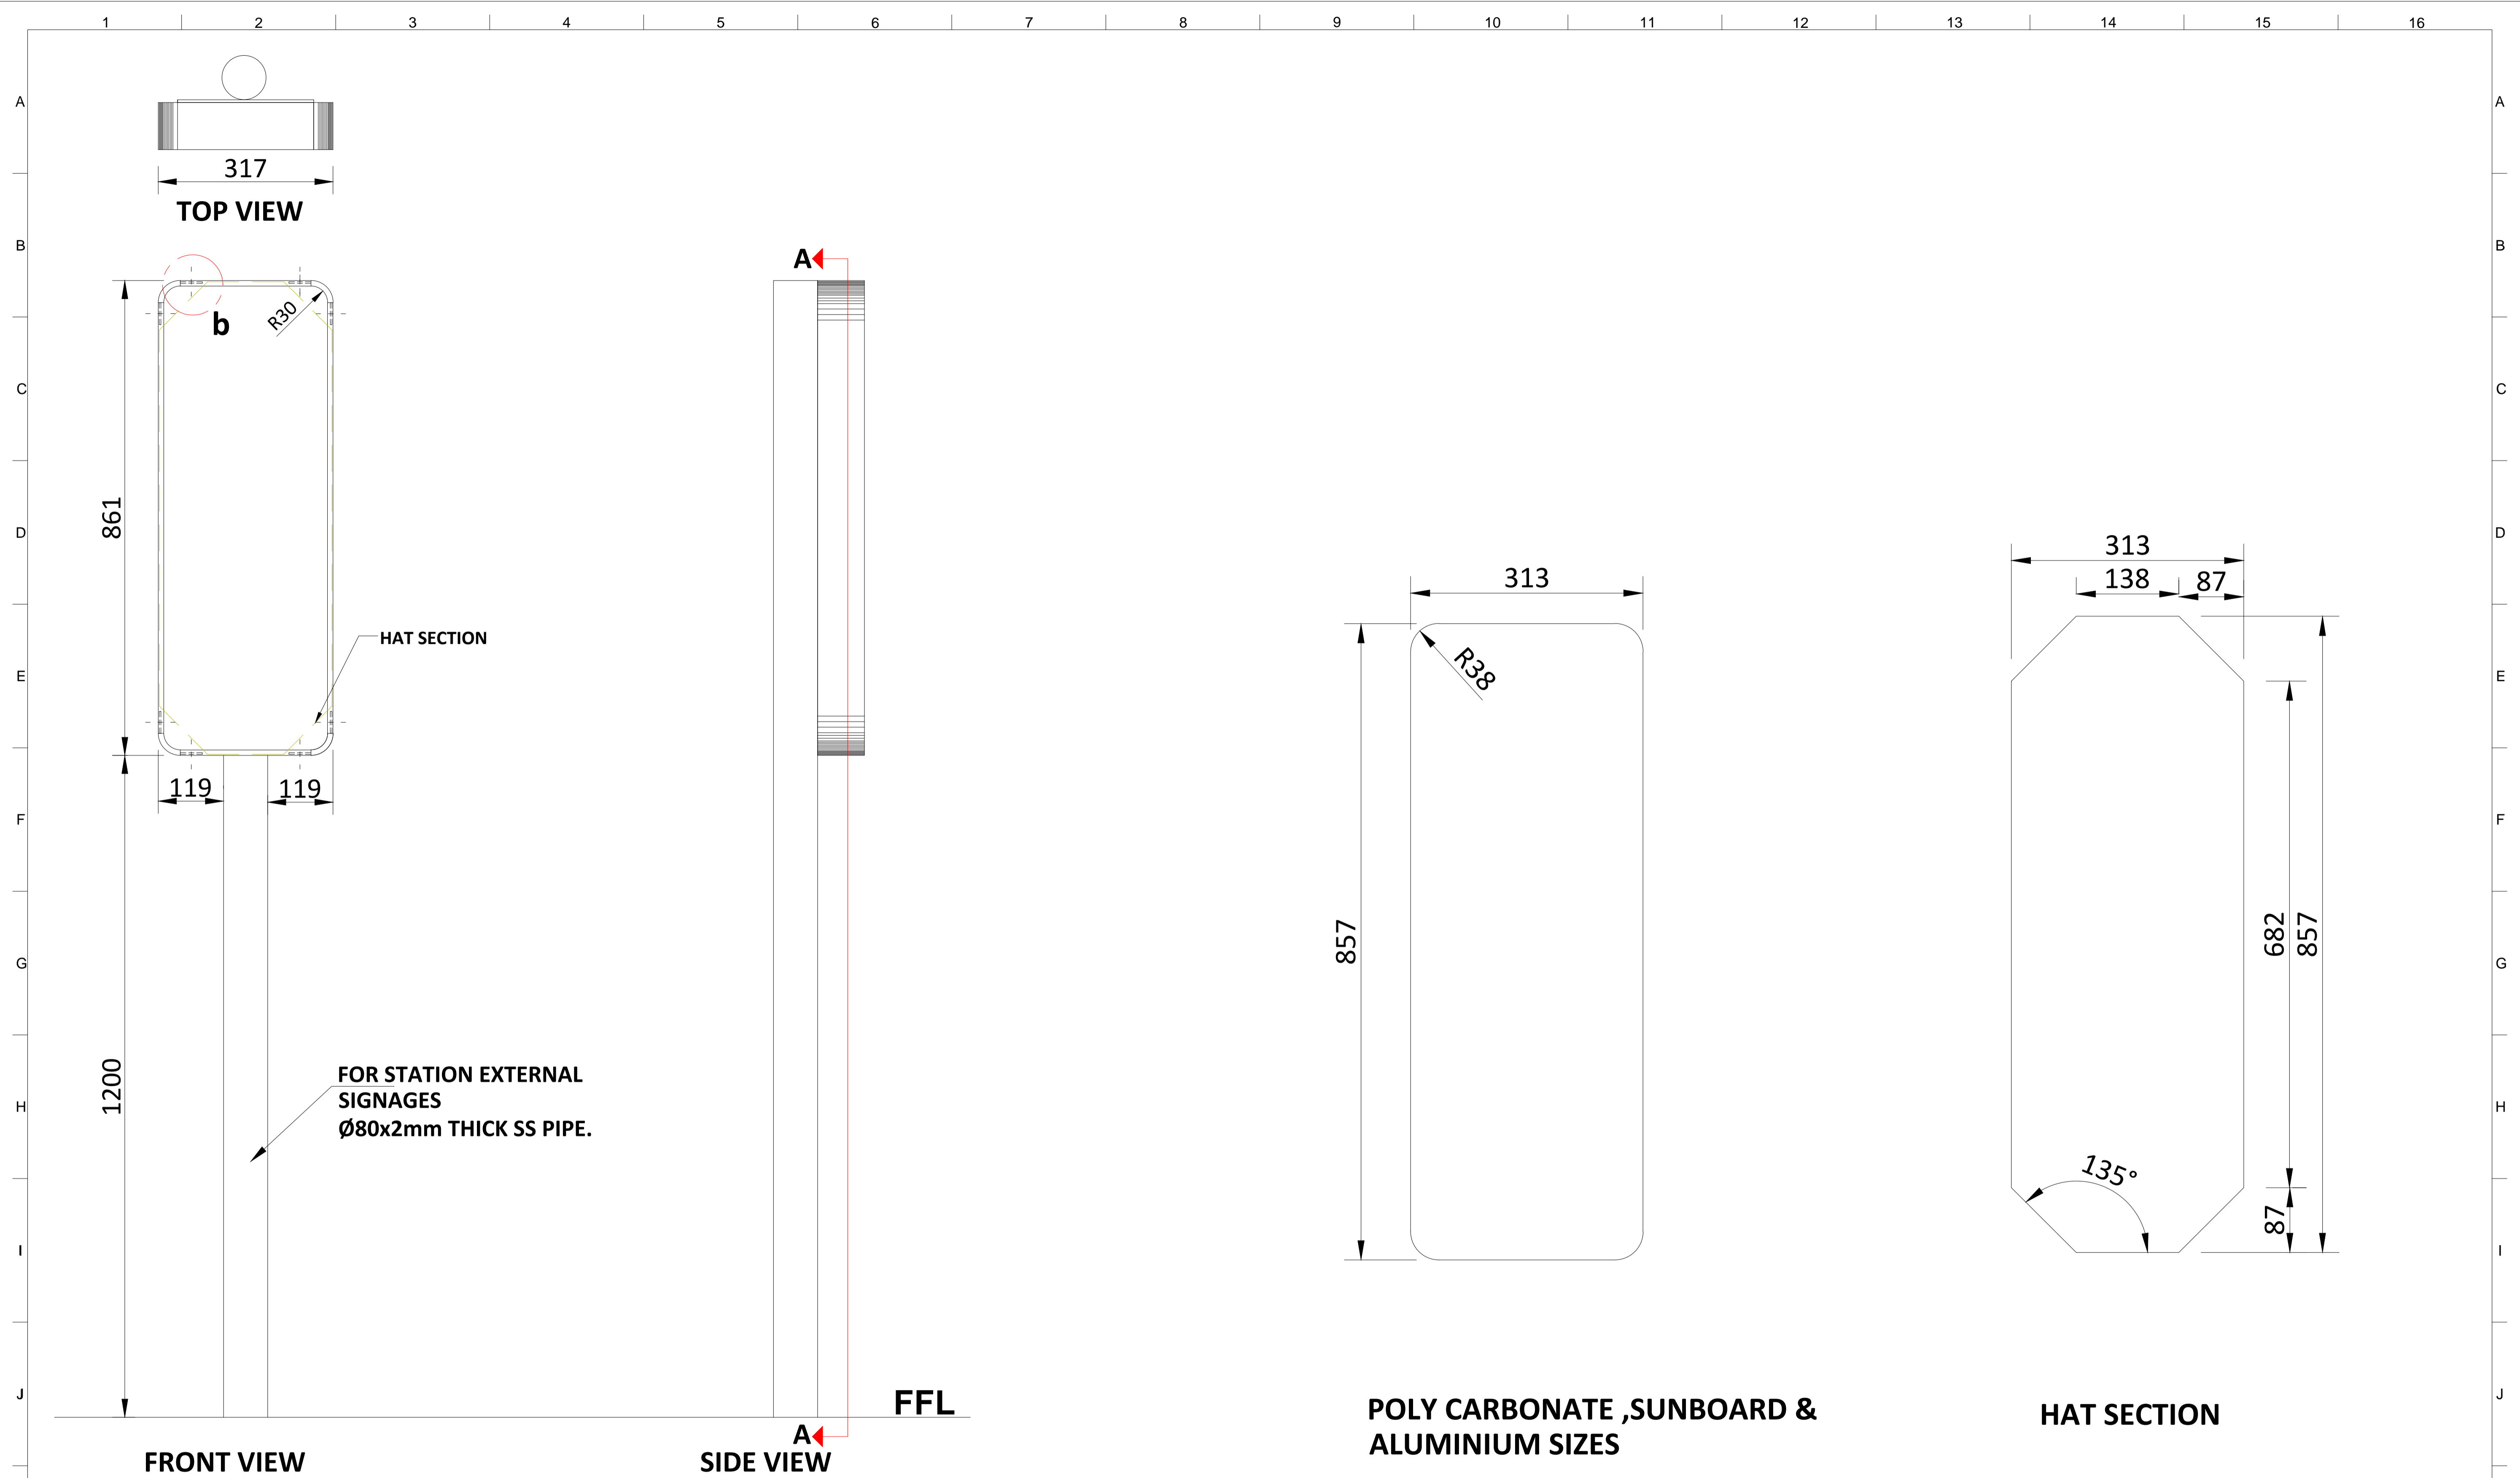 1 2 3 4 5 6 7 8 9 10 11 12 13 14 15 16
A A
317
TOP VIEW
B B
A
b
R30
C C
861
D D
313
313
138 87
HAT SECTION
E E
R38
119 119
F F
857
682
857
G G
1200
FOR STATION EXTERNAL
SIGNAGES
Ø80x2mm THICK SS PIPE.
H H
135°
87
I I
J J
FFL
A
FRONT VIEW
SIDE VIEW
POLY CARBONATE ,SUNBOARD &
ALUMINIUM SIZES
HAT SECTION